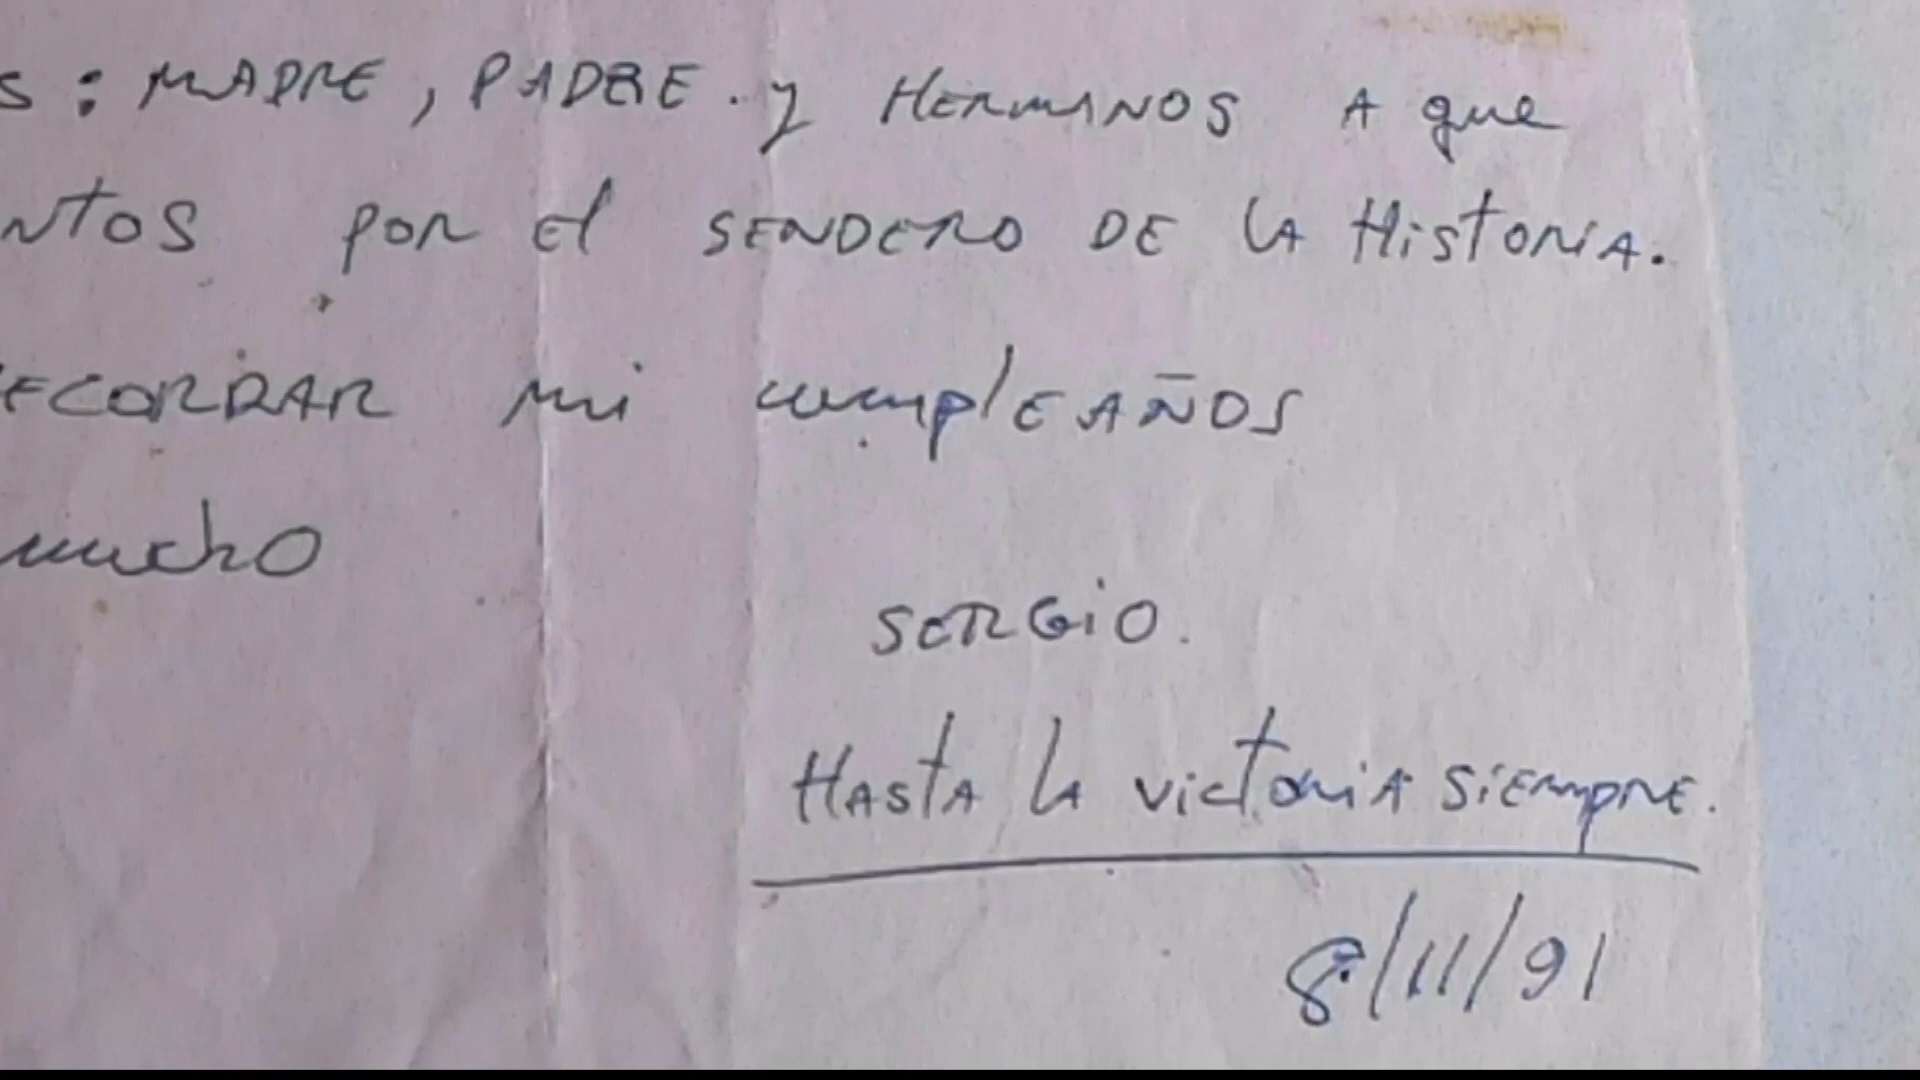 s: MADRE, PADRE. y HERMANOS A que
NTOS POR El SENDERO DE LA HistoRiA.
ECORDAR mi cumplEAÑOS
mucho
SERGiO.
HASTA LA victoRiA SiEMPRE.
8/11/91